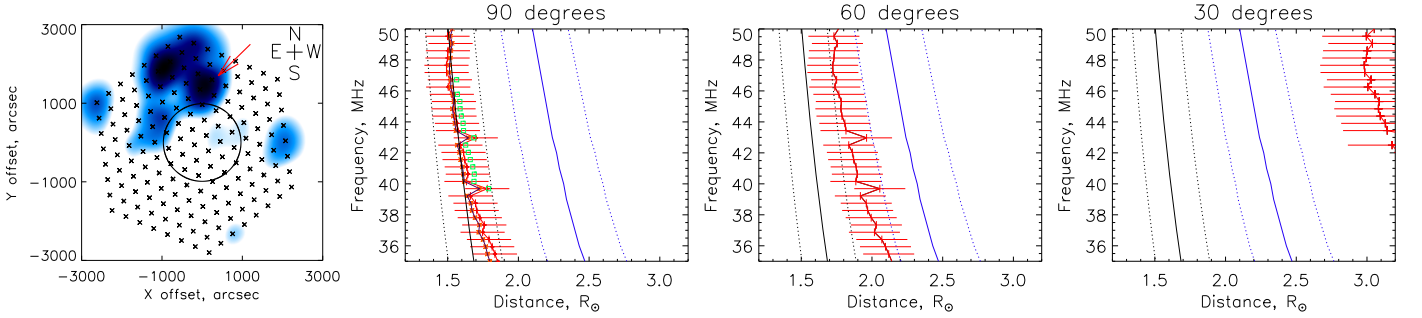 90 degrees
60 degrees
30 degrees
N
E W
S
3000
1000
-1000
-3000
Y offset, arcsec
-3000 -1000 1000 3000
X offset, arcsec
50
48
46
44
42
40
38
36
Frequency, MHz
1.5 2.0 2.5 3.0
Distance, R☉
50
48
46
44
42
40
38
36
Frequency, MHz
1.5 2.0 2.5 3.0
Distance, R☉
50
48
46
44
42
40
38
36
Frequency, MHz
1.5 2.0 2.5 3.0
Distance, R☉